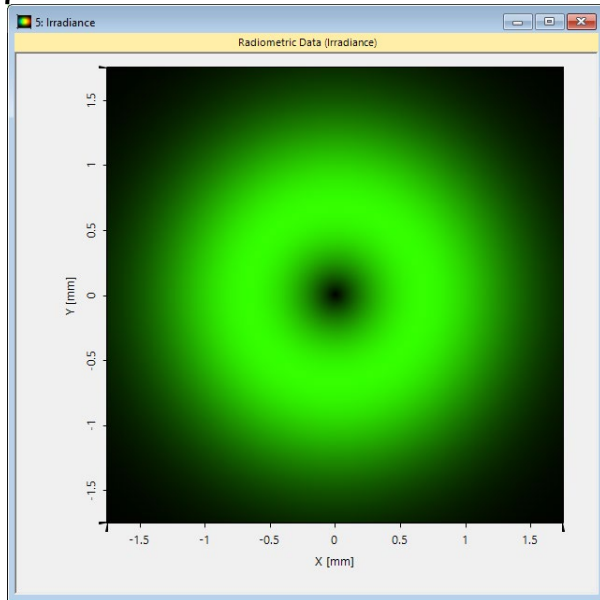 5: Irradiance
Radiometric Data (Irradiance)
1.5
1
0.5
Y [mm]
0
-0.5
-1
-1.5
-1.5 -1 -0.5 0 0.5 1 1.5
X [mm]